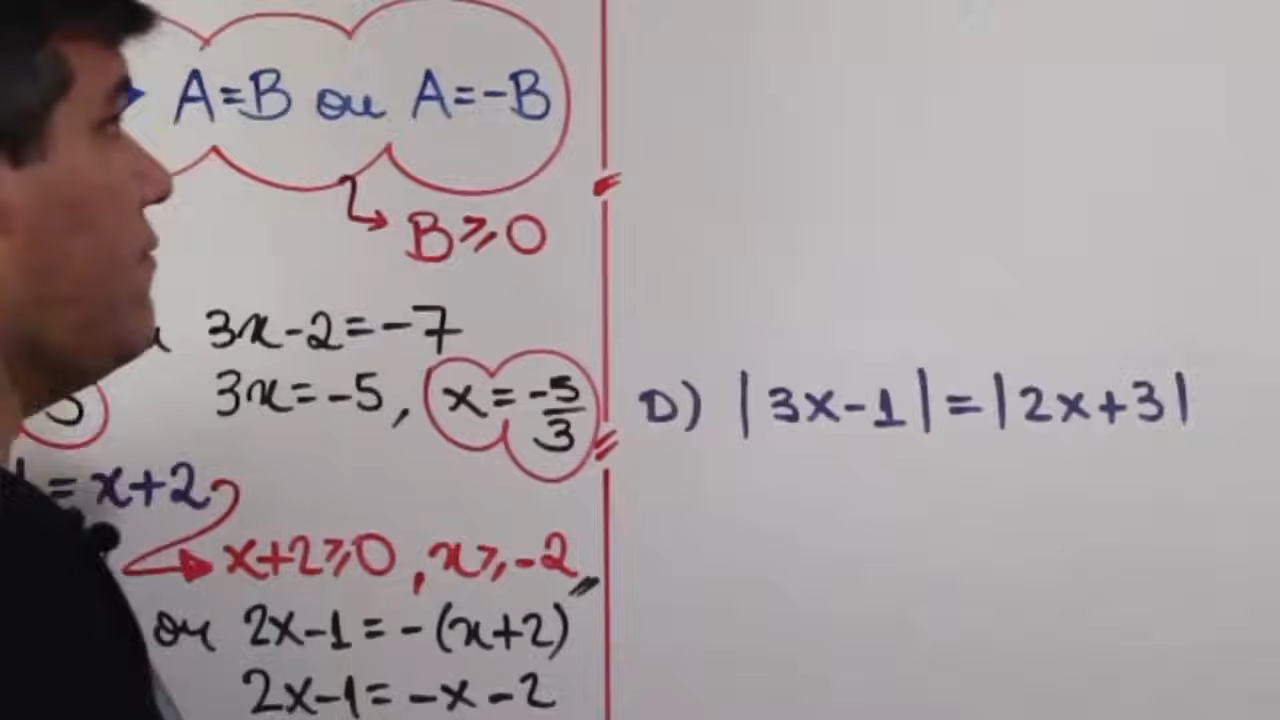 A=B ou A=-B
B≥0
3x-2=-7
3x=-5, x=-5/3
= x+2
x+2≥0, x≥-2
ou 2x-1=-(x+2)
2x-1=-x-2
D) |3x-1|=|2x+3|